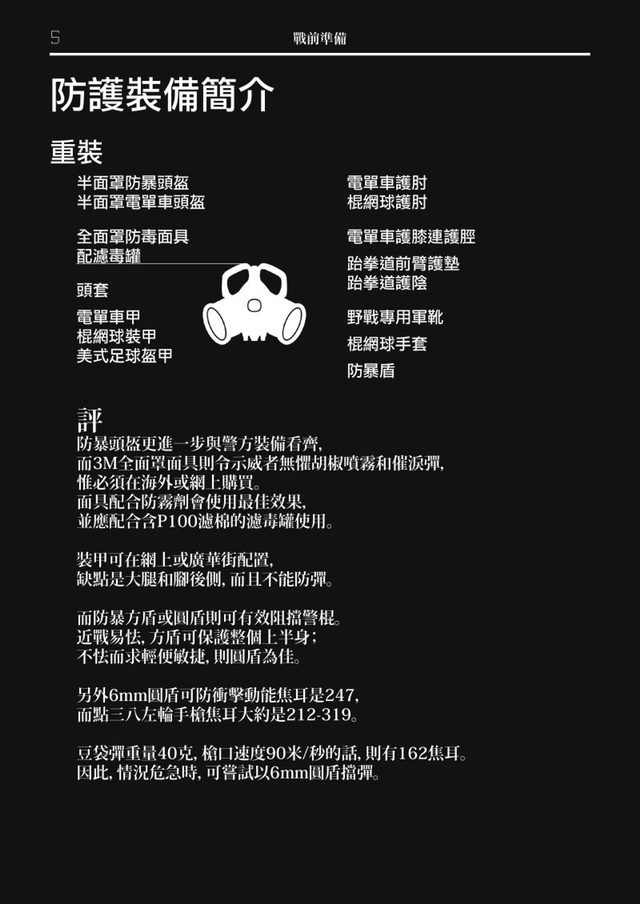 5
戰前準備
防護裝備簡介
重裝
半面罩防暴頭盔
半面罩電單車頭盔
全面罩防毒面具
配濾毒罐
頭套
電單車甲
棍網球裝甲
美式足球盔甲
電單車護肘
棍網球護肘
電單車護膝連護脛
跆拳道前臂護墊
跆拳道護陰
野戰專用軍靴
棍網球手套
防暴盾
評
防暴頭盔更進一步與警方裝備看齊,
而3M全面罩面具則令示威者無懼胡椒噴霧和催淚彈,
惟必須在海外或網上購買。
面具配合防霧劑會使用最佳效果,
並應配合含P100濾棉的濾毒罐使用。
裝甲可在網上或廣華街配置,
缺點是大腿和腳後側, 而且不能防彈。
而防暴方盾或圓盾則可有效阻擋警棍。
近戰易怯, 方盾可保護整個上半身；
不怯而求輕便敏捷, 則圓盾為佳。
另外6mm圓盾可防衝擊動能焦耳是247,
而點三八左輪手槍焦耳大約是212-319。
豆袋彈重量40克, 槍口速度90米/秒的話, 則有162焦耳。
因此, 情況危急時, 可嘗試以6mm圓盾擋彈。